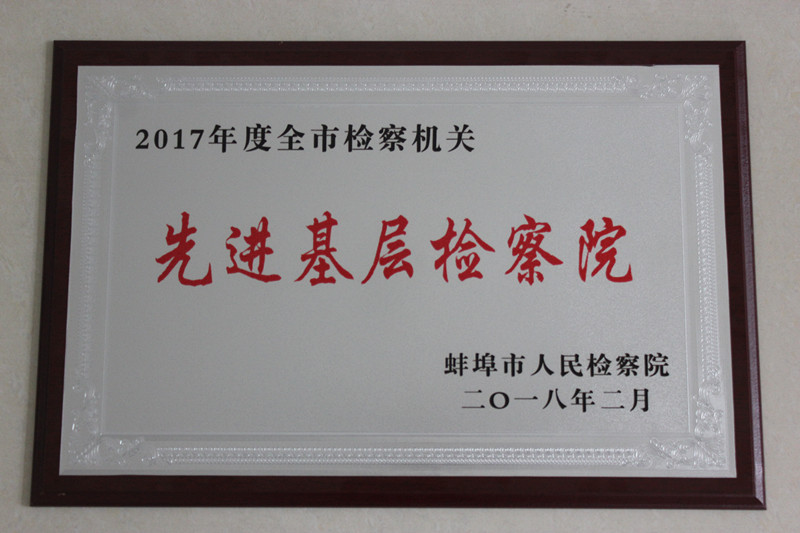 2017年度全市检察机关
先进基层检察院
蚌埠市人民检察院
二〇一八年二月